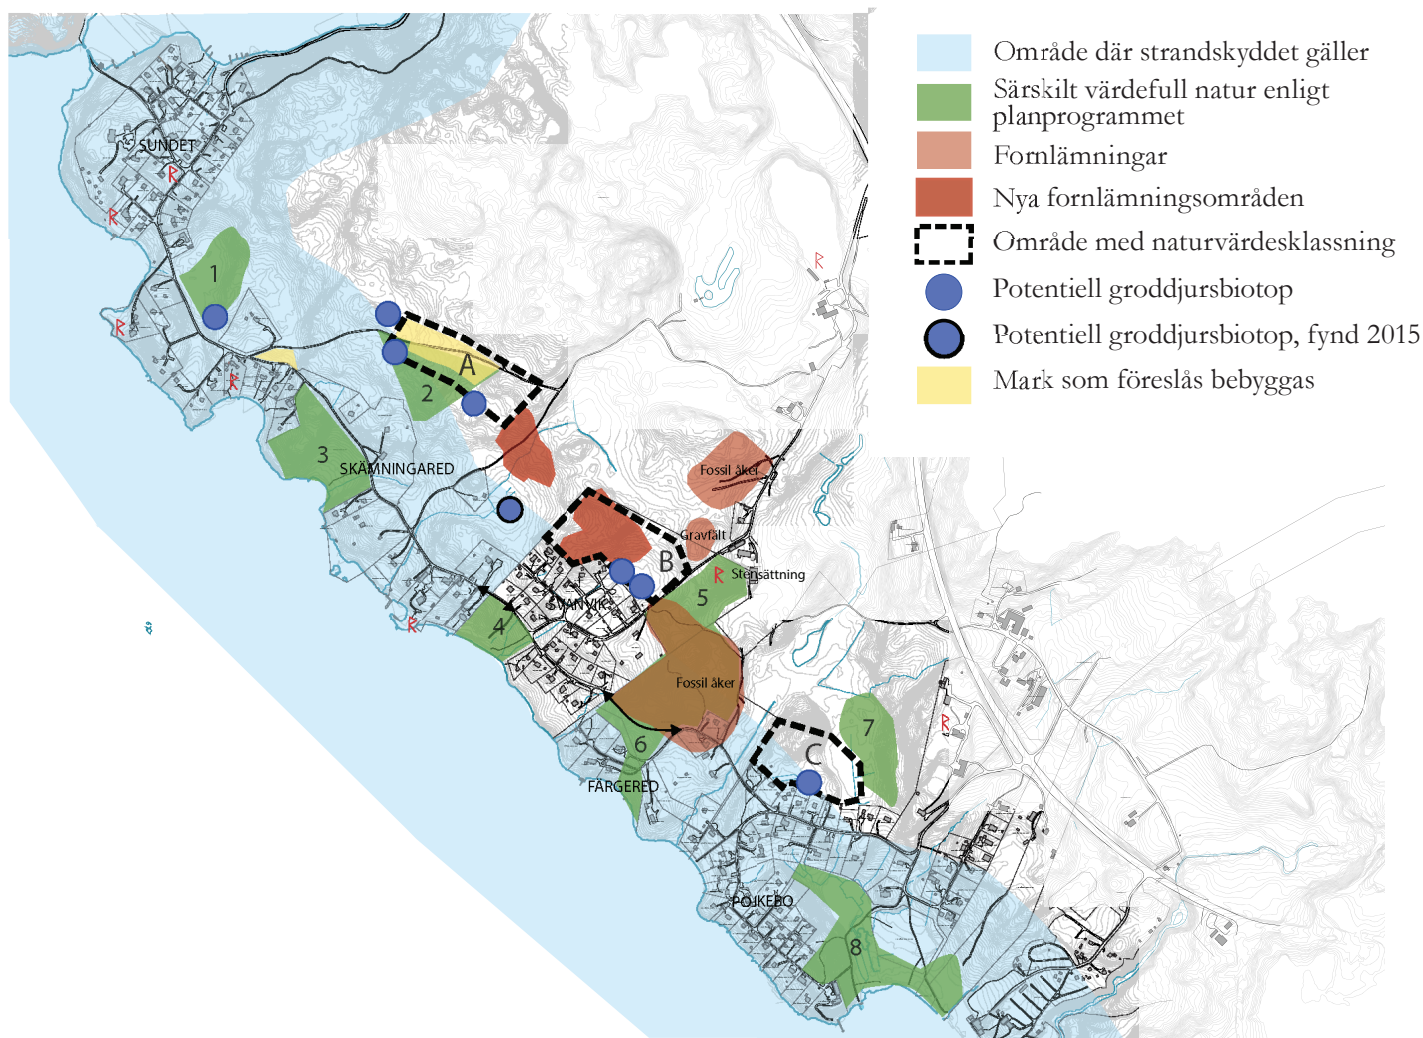 Område där strandskyddet gäller
Särskilt värdefull natur enligt
planprogrammet
Fornlämningar
Nya fornlämningsområden
Område med naturvärdesklassning
Potentiell groddjursbiotop
Potentiell groddjursbiotop, fynd 2015
Mark som föreslås bebyggas
SUNDET
R
R
R
1
R
R
A
2
3
SKÄMNINGARED
Fossil åker
Gravfält
B
R
Stensättning
5
SVANVIK
R
4
Fossil åker
7
R
6
C
FÄRGERED
POJKEBO
8